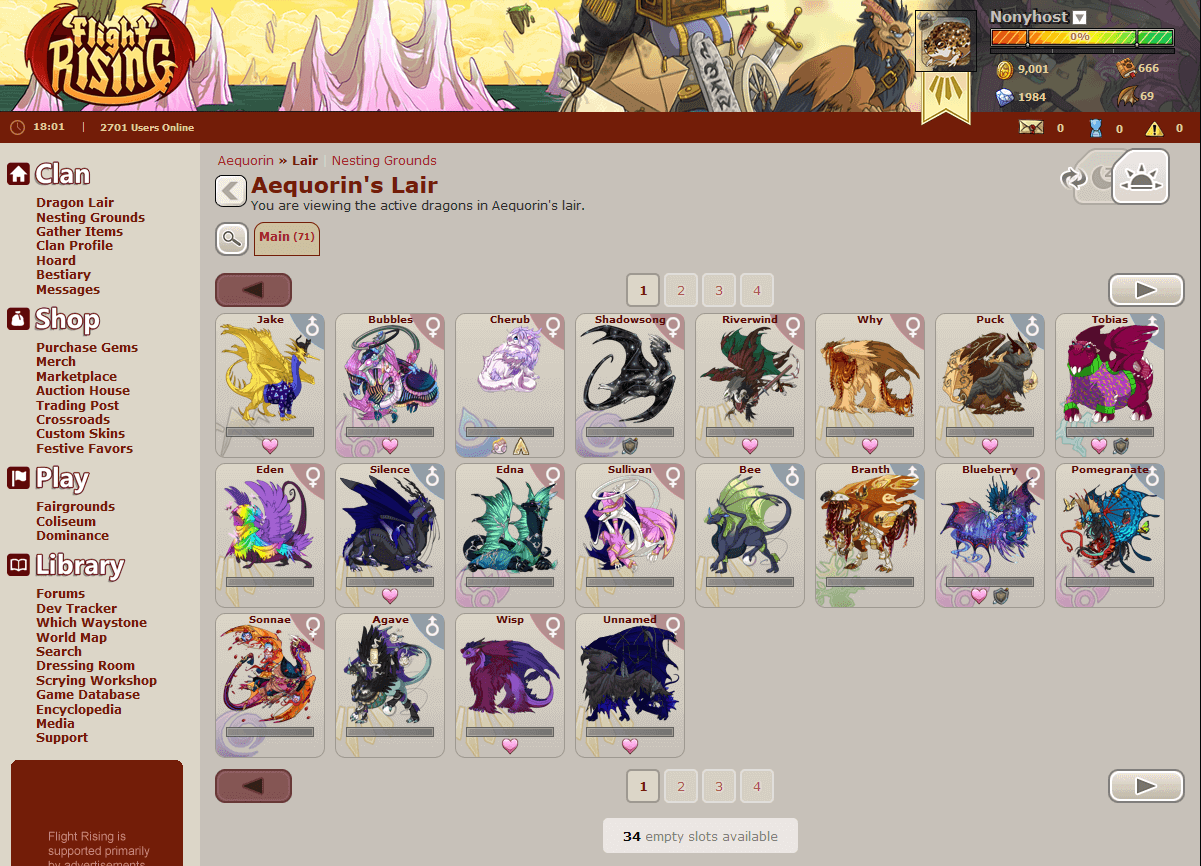 Flight
RISING
Nonyhost
0%
9,001
666
1984
69
18:01 | 2701 Users Online
0
0
0
Clan
Dragon Lair
Nesting Grounds
Gather Items
Clan Profile
Hoard
Bestiary
Messages
Shop
Purchase Gems
Merch
Marketplace
Auction House
Trading Post
Crossroads
Custom Skins
Festive Favors
Play
Fairgrounds
Coliseum
Dominance
Library
Forums
Dev Tracker
Which Waystone
World Map
Search
Dressing Room
Scrying Workshop
Game Database
Encyclopedia
Media
Support
Flight Rising is
supported primarily
by advertisements.
Aequorin » Lair | Nesting Grounds
Aequorin's Lair
You are viewing the active dragons in Aequorin's lair.
Main (71)
1 2 3 4
Jake Bubbles Cherub Shadowsong Riverwind Why Puck Tobias
Eden Silence Edna Sullivan Bee Branth Blueberry Pomegranate
Sonnae Agave Wisp Unnamed
1 2 3 4
34 empty slots available